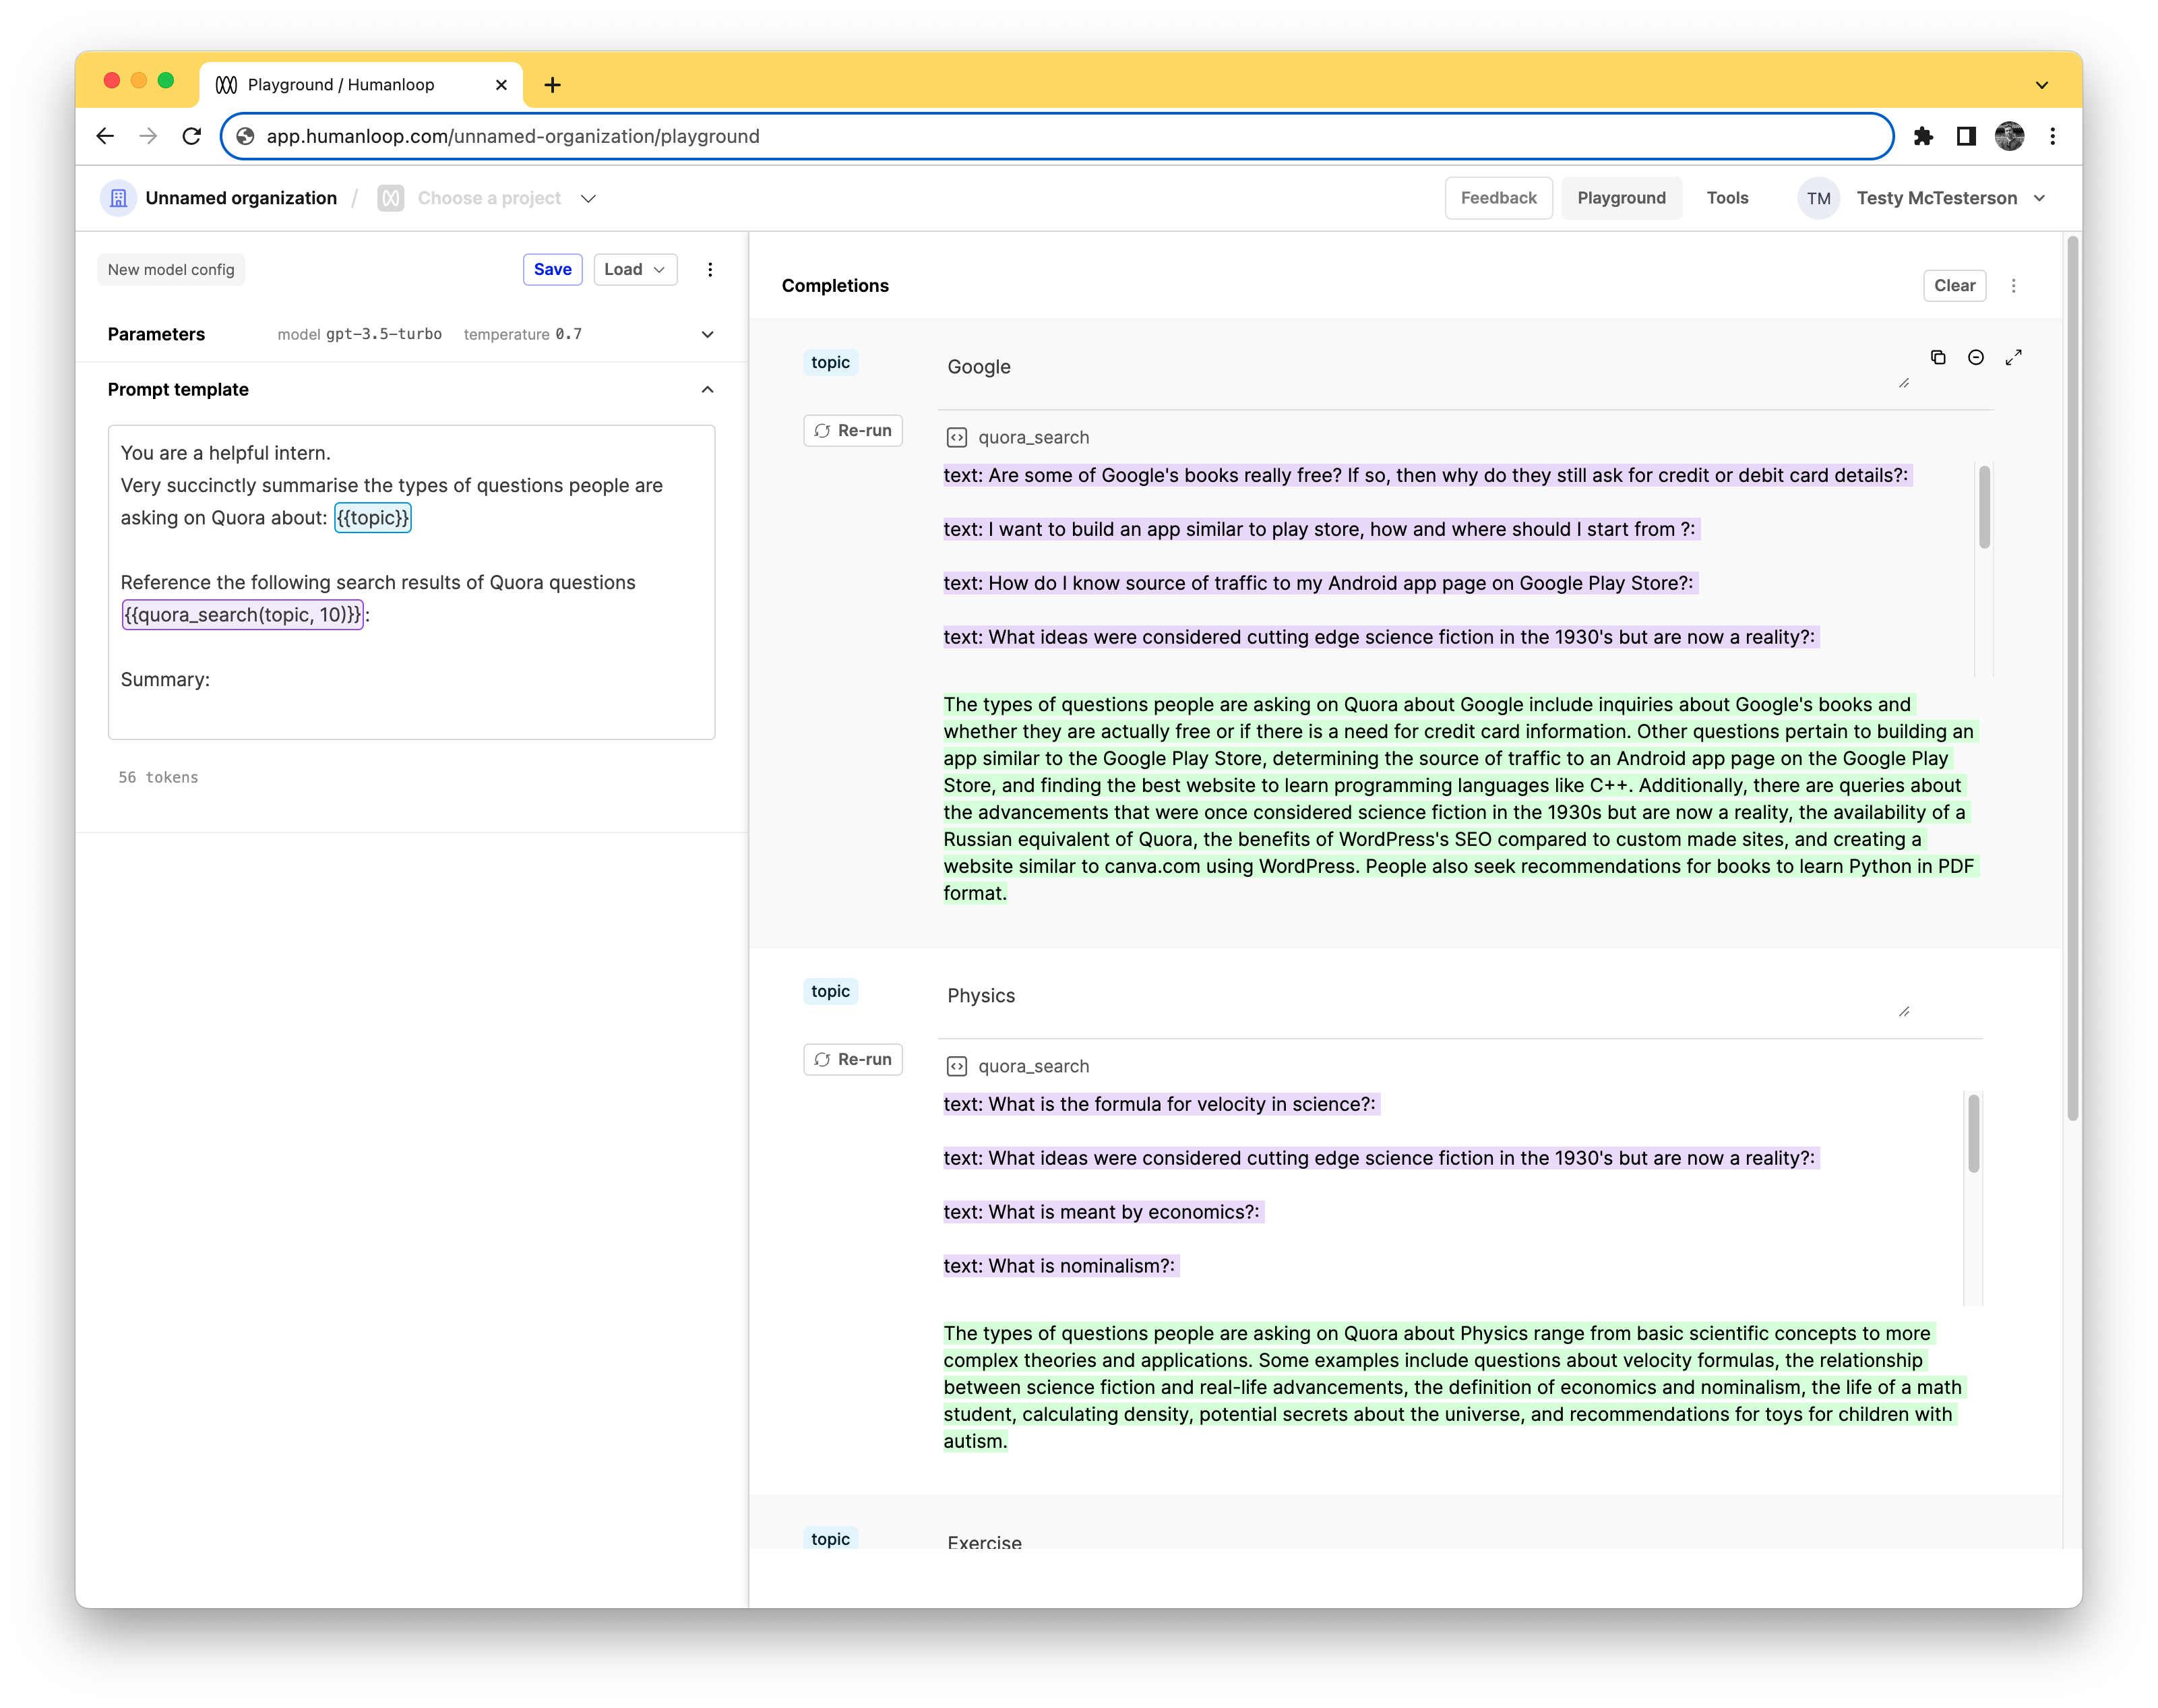 Playground / Humanloop
app.humanloop.com/unnamed-organization/playground
Unnamed organization / Choose a project
Feedback Playground Tools TM Testy McTesterson
New model config Save Load
Parameters model gpt-3.5-turbo temperature 0.7
Prompt template
You are a helpful intern.
Very succinctly summarise the types of questions people are
asking on Quora about: {{topic}}
Reference the following search results of Quora questions
{{quora_search(topic, 10)}}:
Summary:
56 tokens
Completions Clear
topic Google
Re-run quora_search
text: Are some of Google's books really free? If so, then why do they still ask for credit or debit card details?:
text: I want to build an app similar to play store, how and where should I start from ?:
text: How do I know source of traffic to my Android app page on Google Play Store?:
text: What ideas were considered cutting edge science fiction in the 1930's but are now a reality?:
The types of questions people are asking on Quora about Google include inquiries about Google's books and
whether they are actually free or if there is a need for credit card information. Other questions pertain to building an
app similar to the Google Play Store, determining the source of traffic to an Android app page on the Google Play
Store, and finding the best website to learn programming languages like C++. Additionally, there are queries about
the advancements that were once considered science fiction in the 1930s but are now a reality, the availability of a
Russian equivalent of Quora, the benefits of WordPress's SEO compared to custom made sites, and creating a
website similar to canva.com using WordPress. People also seek recommendations for books to learn Python in PDF
format.
topic Physics
Re-run quora_search
text: What is the formula for velocity in science?:
text: What ideas were considered cutting edge science fiction in the 1930's but are now a reality?:
text: What is meant by economics?:
text: What is nominalism?:
The types of questions people are asking on Quora about Physics range from basic scientific concepts to more
complex theories and applications. Some examples include questions about velocity formulas, the relationship
between science fiction and real-life advancements, the definition of economics and nominalism, the life of a math
student, calculating density, potential secrets about the universe, and recommendations for toys for children with
autism.
topic Exercise